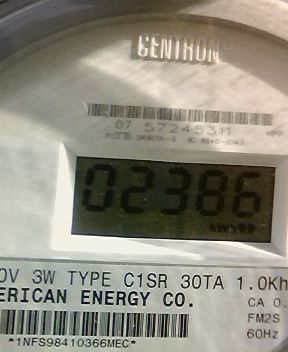 CENTRON
07 57245311
02386
0V 3W TYPE C1SR 30TA 1.0Kh
ERICAN ENERGY CO.
CA 0.
FM2S
60Hz
*1NFS98410366MEC*